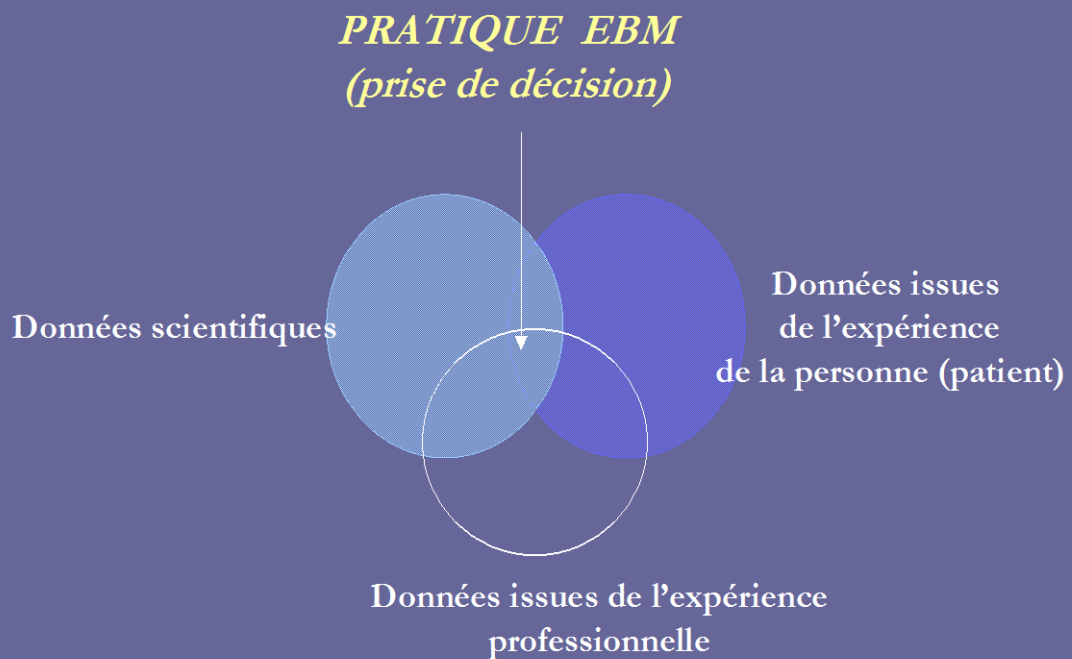 PRATIQUE EBM
(prise de décision)
Données scientifiques
Données issues
de l'expérience
de la personne (patient)
Données issues de l'expérience
professionnelle